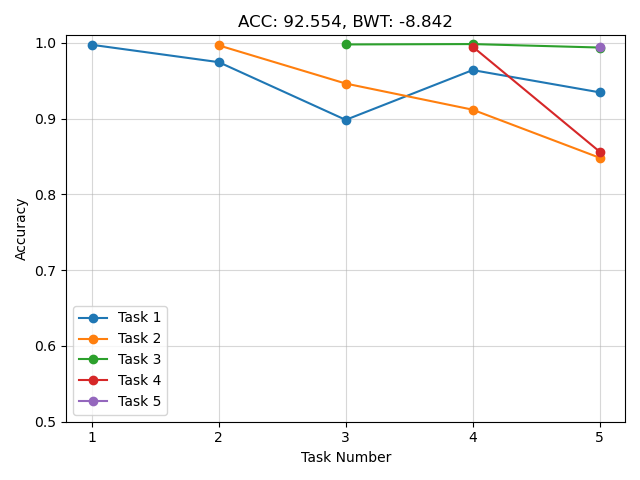 ACC: 92.554, BWT: -8.842
1.0
0.9
0.8
0.7
0.6
0.5
Accuracy
Task 1
Task 2
Task 3
Task 4
Task 5
1 2 3 4 5
Task Number